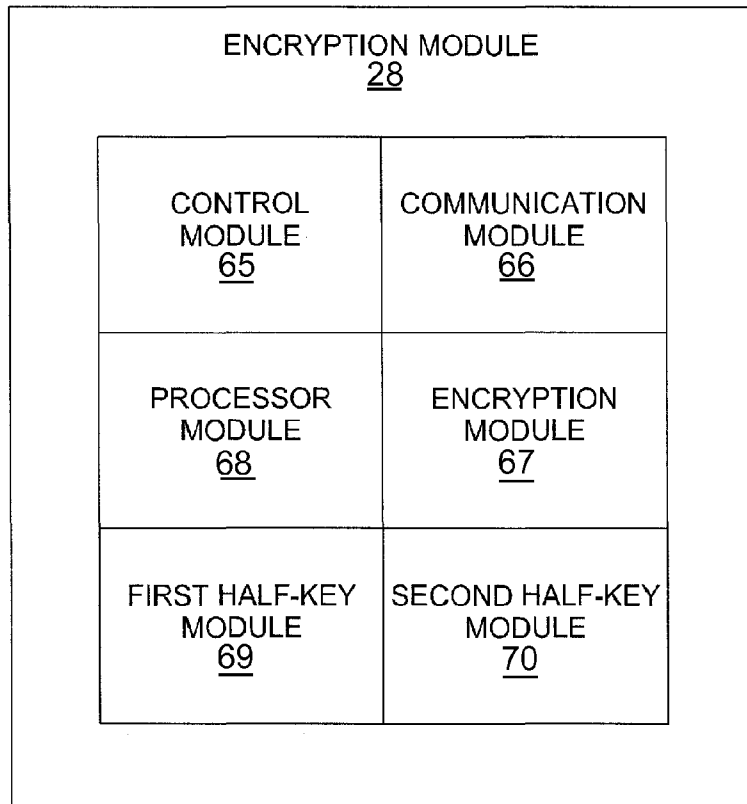 ENCRYPTION MODULE
28
CONTROL
MODULE
65
COMMUNICATION
MODULE
66
PROCESSOR
MODULE
68
ENCRYPTION
MODULE
67
FIRST HALF-KEY
MODULE
69
SECOND HALF-KEY
MODULE
70